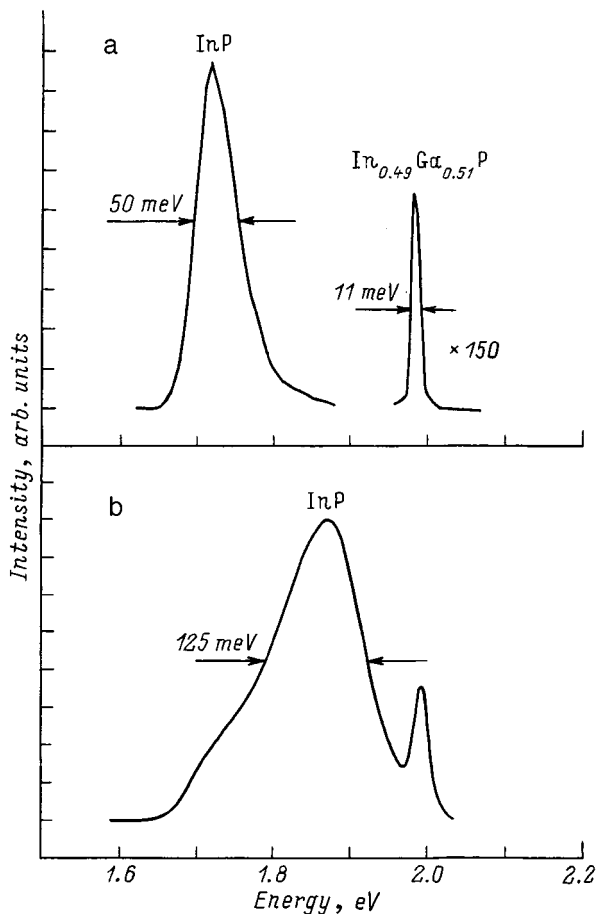 a
InP
In0.49Ga0.51P
50 meV
11 meV
× 150
Intensity, arb. units
b
InP
125 meV
1.6
1.8
2.0
2.2
Energy, eV